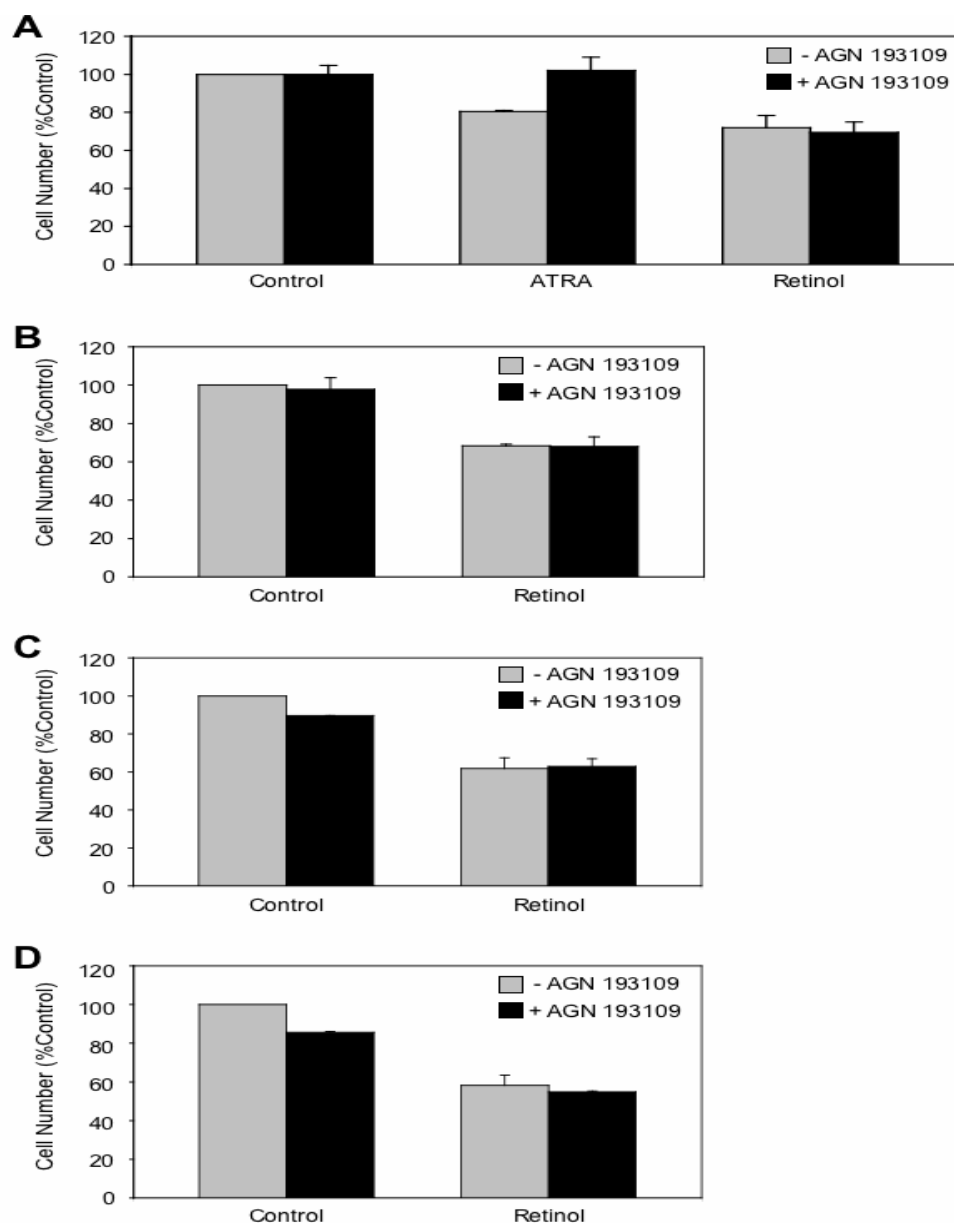 A
Cell Number (%Control)
120
100
80
60
40
20
0
- AGN 193109
+ AGN 193109
Control
ATRA
Retinol
B
Cell Number (%Control)
120
100
80
60
40
20
0
- AGN 193109
+ AGN 193109
Control
Retinol
C
Cell Number (%Control)
120
100
80
60
40
20
0
- AGN 193109
+ AGN 193109
Control
Retinol
D
Cell Number (%Control)
120
100
80
60
40
20
0
- AGN 193109
+ AGN 193109
Control
Retinol